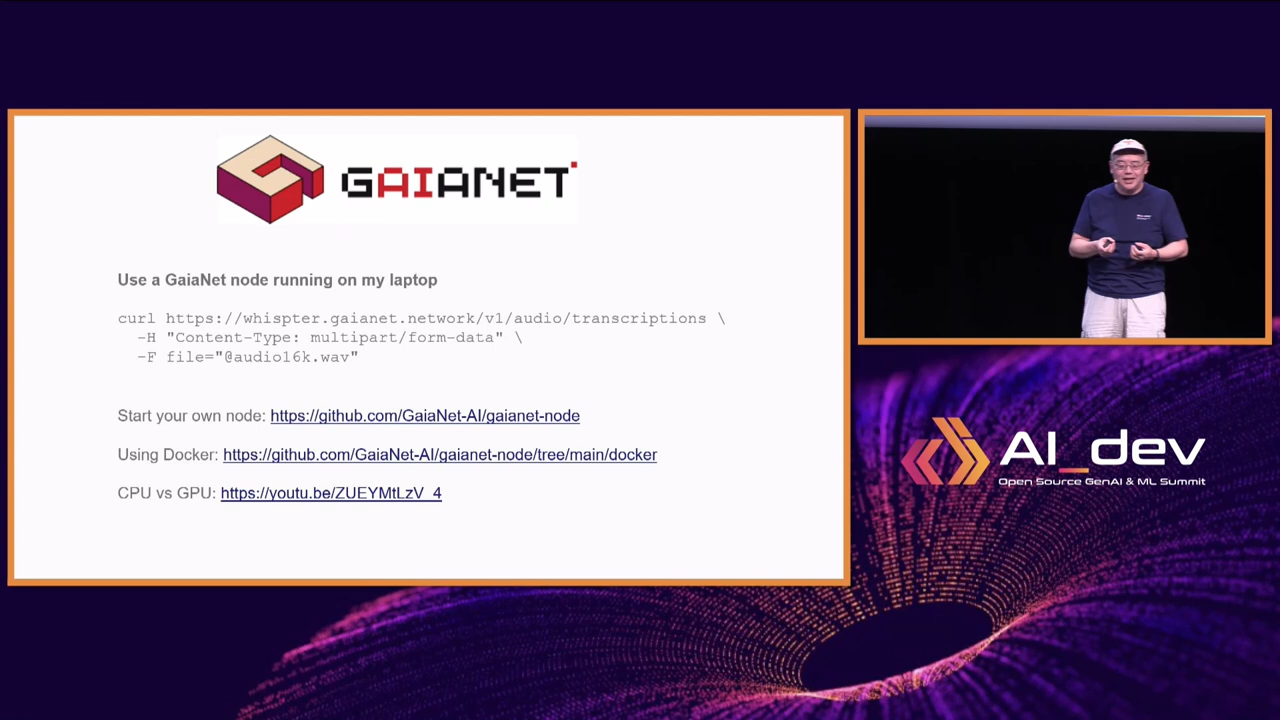 GAIANET
Use a GaiaNet node running on my laptop
curl https://whispter.gaianet.network/v1/audio/transcriptions \
-H "Content-Type: multipart/form-data" \
-F file="@audio16k.wav"
Start your own node: https://github.com/GaiaNet-AI/gaianet-node
Using Docker: https://github.com/GaiaNet-AI/gaianet-node/tree/main/docker
CPU vs GPU: https://youtu.be/ZUEYMtLzV_4
AI_dev
Open Source GenAI & ML Summit